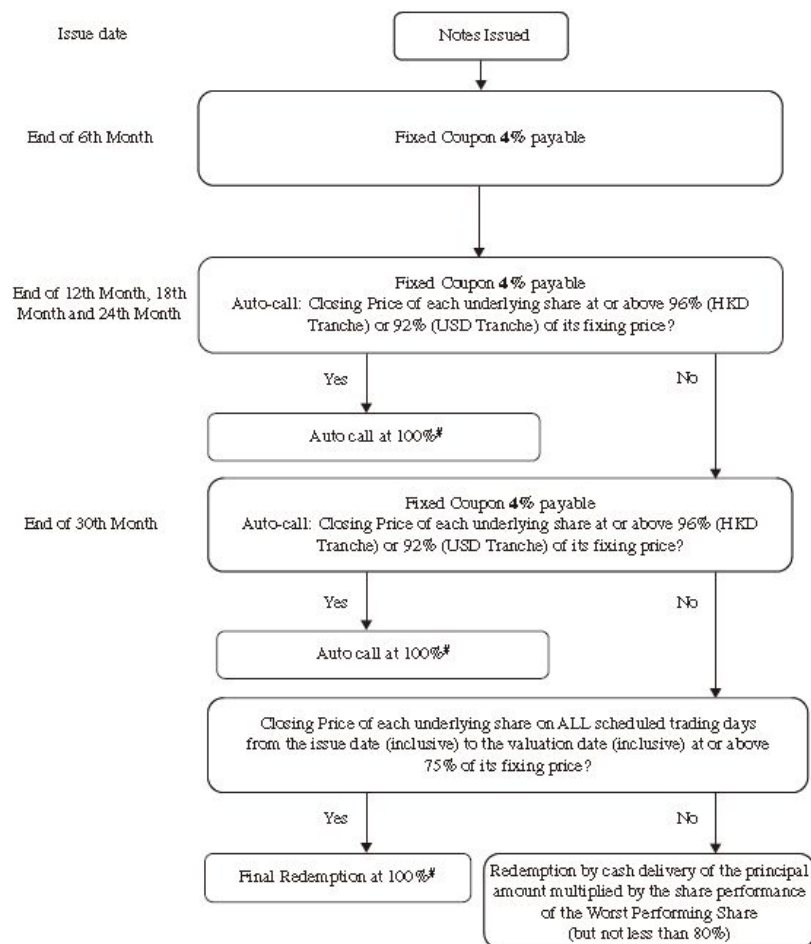 Issue date
Notes Issued
End of 6th Month
Fixed Coupon 4% payable
End of 12th Month, 18th
Month and 24th Month
Fixed Coupon 4% payable
Auto-call: Closing Price of each underlying share at or above 96% (HKD
Tranche) or 92% (USD Tranche) of its fixing price?
Yes
No
Auto call at 100%#
End of 30th Month
Fixed Coupon 4% payable
Auto-call: Closing Price of each underlying share at or above 96% (HKD
Tranche) or 92% (USD Tranche) of its fixing price?
Yes
No
Auto call at 100%#
Closing Price of each underlying share on ALL scheduled trading days
from the issue date (inclusive) to the valuation date (inclusive) at or above
75% of its fixing price?
Yes
No
Final Redemption at 100%#
Redemption by cash delivery of the principal
amount multiplied by the share performance
of the Worst Performing Share
(but not less than 80%)